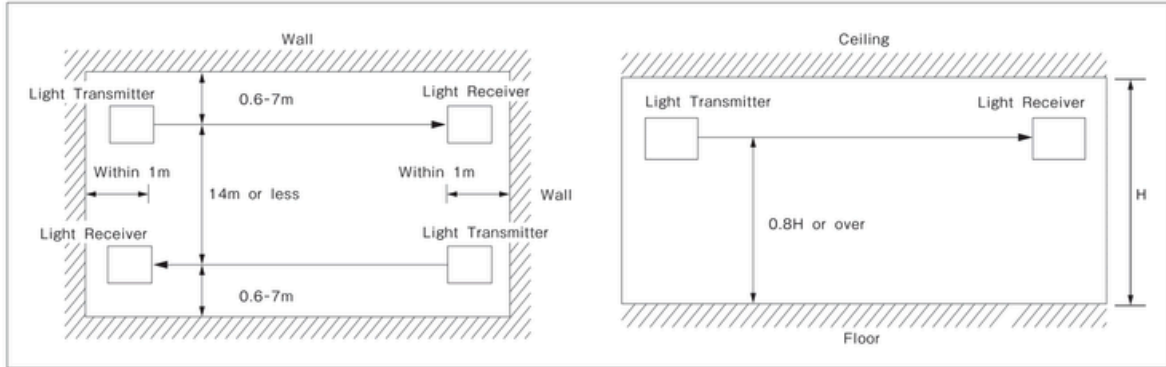 Wall
Light Transmitter
0.6-7m
Light Receiver
Within 1m
14m or less
Within 1m
Wall
Light Receiver
Light Transmitter
0.6-7m
Ceiling
Light Transmitter
Light Receiver
H
0.8H or over
Floor